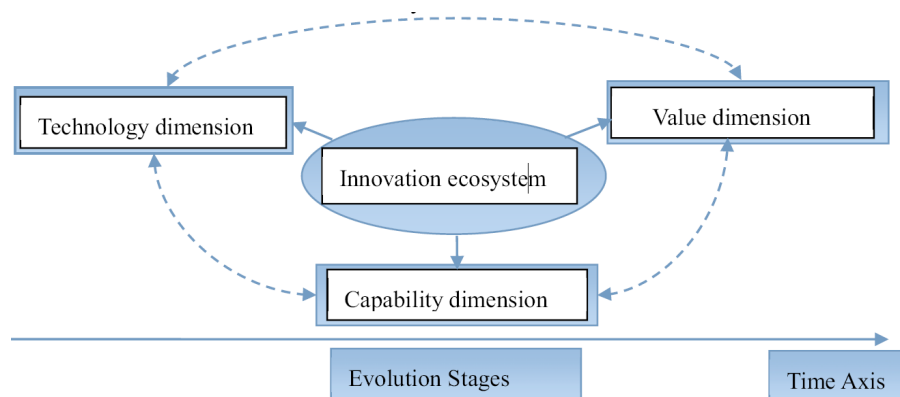 Technology dimension
Value dimension
Innovation ecosystem
Capability dimension
Evolution Stages
Time Axis